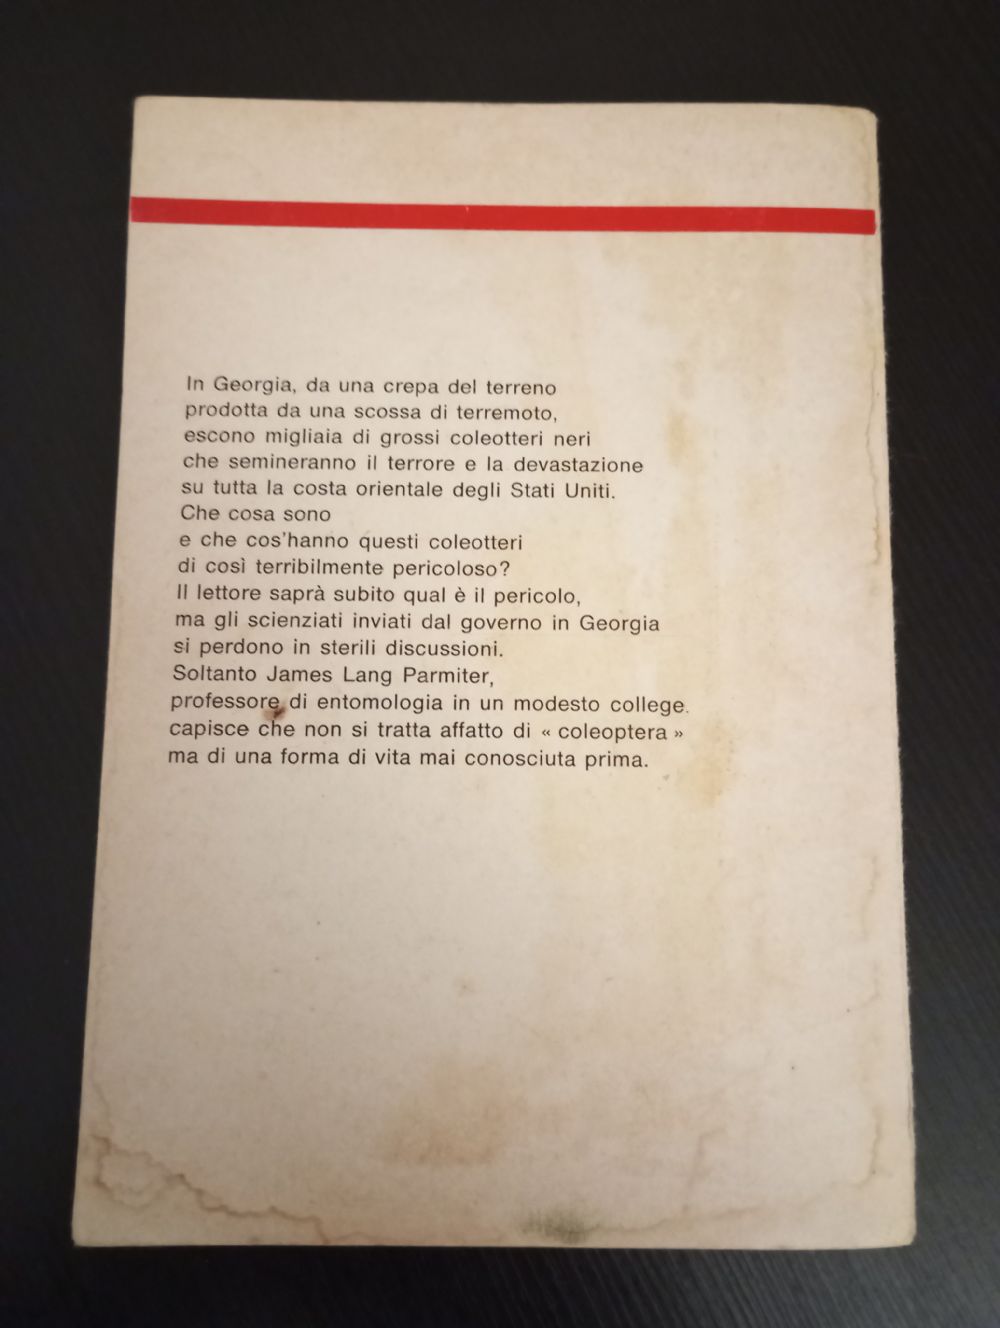 In Georgia, da una crepa del terreno
prodotta da una scossa di terremoto,
escono migliaia di grossi coleotteri neri
che semineranno il terrore e la devastazione
su tutta la costa orientale degli Stati Uniti.
Che cosa sono
e che cos'hanno questi coleotteri
di così terribilmente pericoloso?
Il lettore saprà subito qual è il pericolo,
ma gli scienziati inviati dal governo in Georgia
si perdono in sterili discussioni.
Soltanto James Lang Parmiter,
professore di entomologia in un modesto college.
capisce che non si tratta affatto di « coleoptera »
ma di una forma di vita mai conosciuta prima.